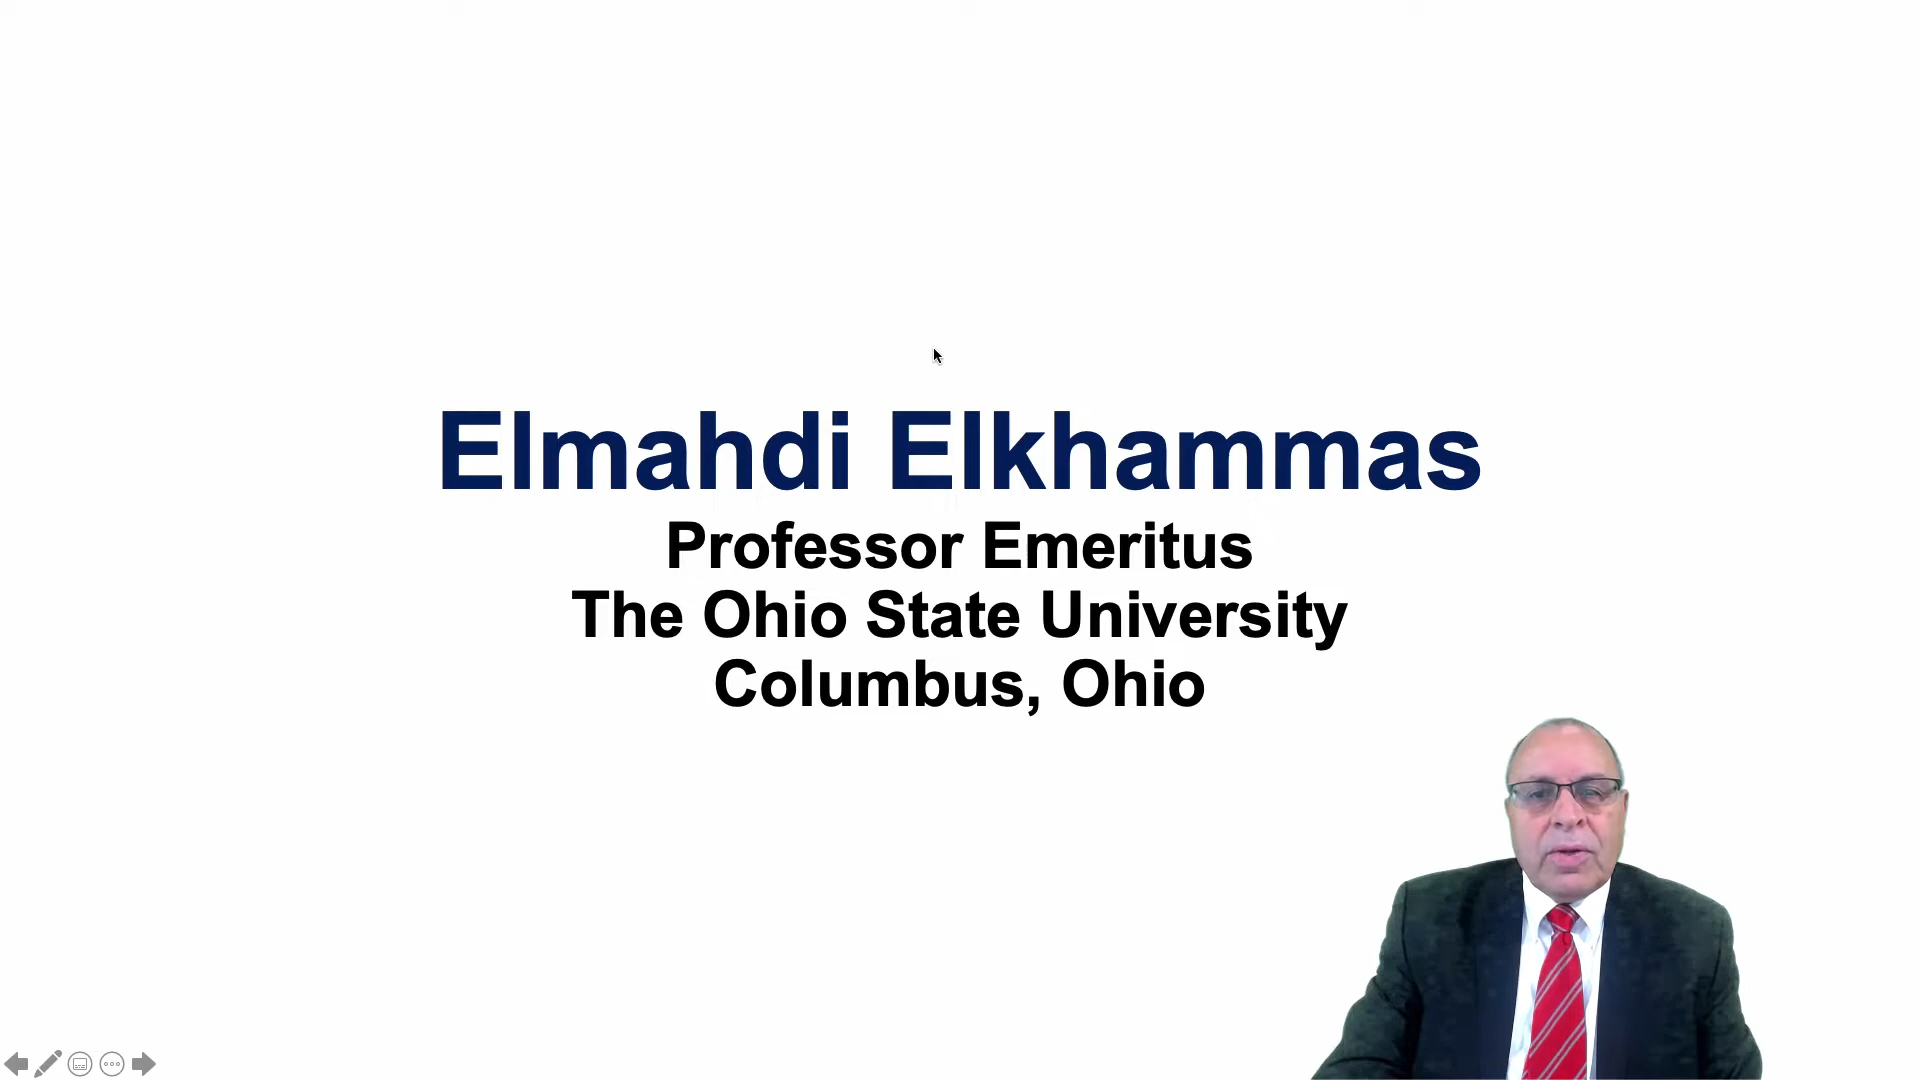 Elmahdi Elkhammas
Professor Emeritus
The Ohio State University
Columbus, Ohio